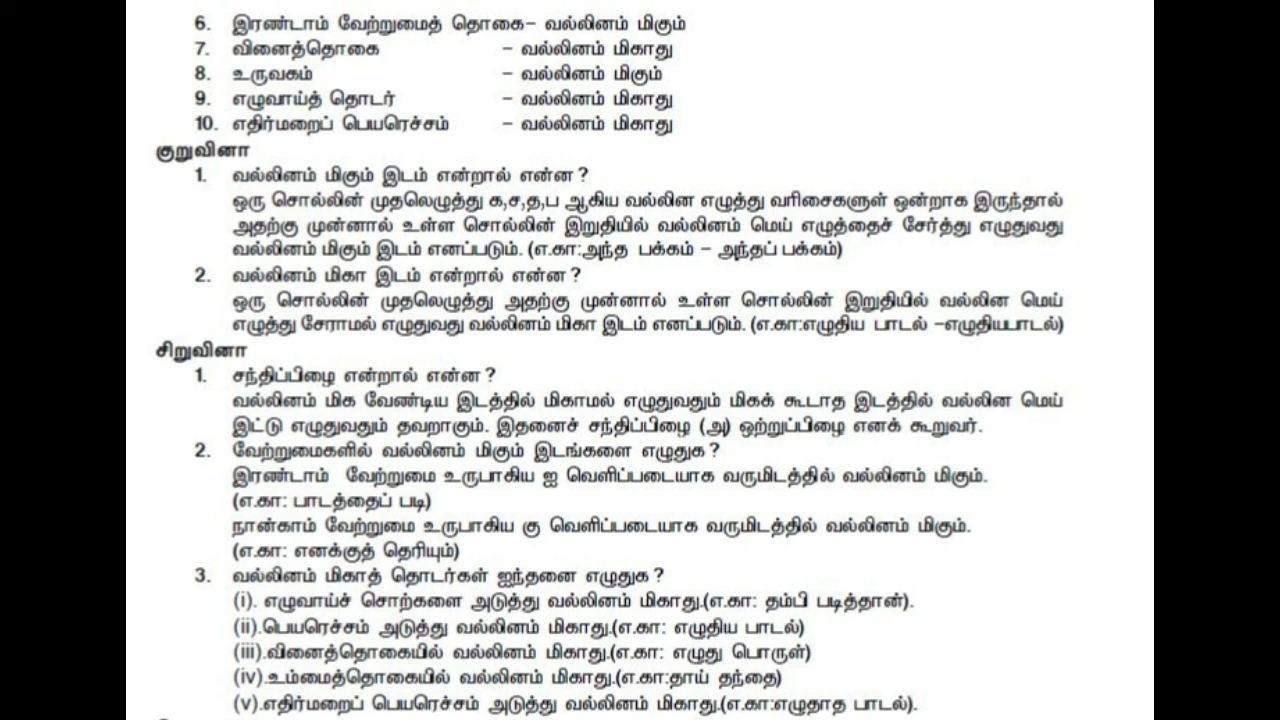 6. இரண்டாம் வேற்றுமைத் தொகை– வல்லினம் மிகும்
7. வினைத்தொகை – வல்லினம் மிகாது
8. உருவகம் – வல்லினம் மிகும்
9. எழுவாய்த் தொடர் – வல்லினம் மிகாது
10. எதிர்மறைப் பெயரெச்சம் – வல்லினம் மிகாது
குறுவினா
1. வல்லினம் மிகும் இடம் என்றால் என்ன ?
ஒரு சொல்லின் முதலெழுத்து க,ச,த,ப ஆகிய வல்லின எழுத்து வரிசைகளுள் ஒன்றாக இருந்தால்
அதற்கு முன்னால் உள்ள சொல்லின் இறுதியில் வல்லினம் மெய் எழுத்தைச் சேர்த்து எழுதுவது
வல்லினம் மிகும் இடம் எனப்படும். (எ.கா:அந்த பக்கம் – அந்தப் பக்கம்)
2. வல்லினம் மிகா இடம் என்றால் என்ன ?
ஒரு சொல்லின் முதலெழுத்து அதற்கு முன்னால் உள்ள சொல்லின் இறுதியில் வல்லின மெய்
எழுத்து சேராமல் எழுதுவது வல்லினம் மிகா இடம் எனப்படும். (எ.கா:எழுதிய பாடல் –எழுதியபாடல்)
சிறுவினா
1. சந்திப்பிழை என்றால் என்ன ?
வல்லினம் மிக வேண்டிய இடத்தில் மிகாமல் எழுதுவதும் மிகக் கூடாத இடத்தில் வல்லின மெய்
இட்டு எழுதுவதும் தவறாகும். இதனைச் சந்திப்பிழை (அ) ஒற்றுப்பிழை எனக் கூறுவர்.
2. வேற்றுமைகளில் வல்லினம் மிகும் இடங்களை எழுதுக ?
இரண்டாம் வேற்றுமை உருபாகிய ஐ வெளிப்படையாக வருமிடத்தில் வல்லினம் மிகும்.
(எ.கா: பாடத்தைப் படி)
நான்காம் வேற்றுமை உருபாகிய கு வெளிப்படையாக வருமிடத்தில் வல்லினம் மிகும்.
(எ.கா: எனக்குத் தெரியும்)
3. வல்லினம் மிகாத் தொடர்கள் ஐந்தனை எழுதுக ?
(i). எழுவாய்ச் சொற்களை அடுத்து வல்லினம் மிகாது.(எ.கா: தம்பி படித்தான்).
(ii).பெயரெச்சம் அடுத்து வல்லினம் மிகாது.(எ.கா: எழுதிய பாடல்)
(iii).வினைத்தொகையில் வல்லினம் மிகாது.(எ.கா: எழுது பொருள்)
(iv).உம்மைத்தொகையில் வல்லினம் மிகாது.(எ.கா:தாய் தந்தை)
(v).எதிர்மறைப் பெயரெச்சம் அடுத்து வல்லினம் மிகாது.(எ.கா:எழுதாத பாடல்).